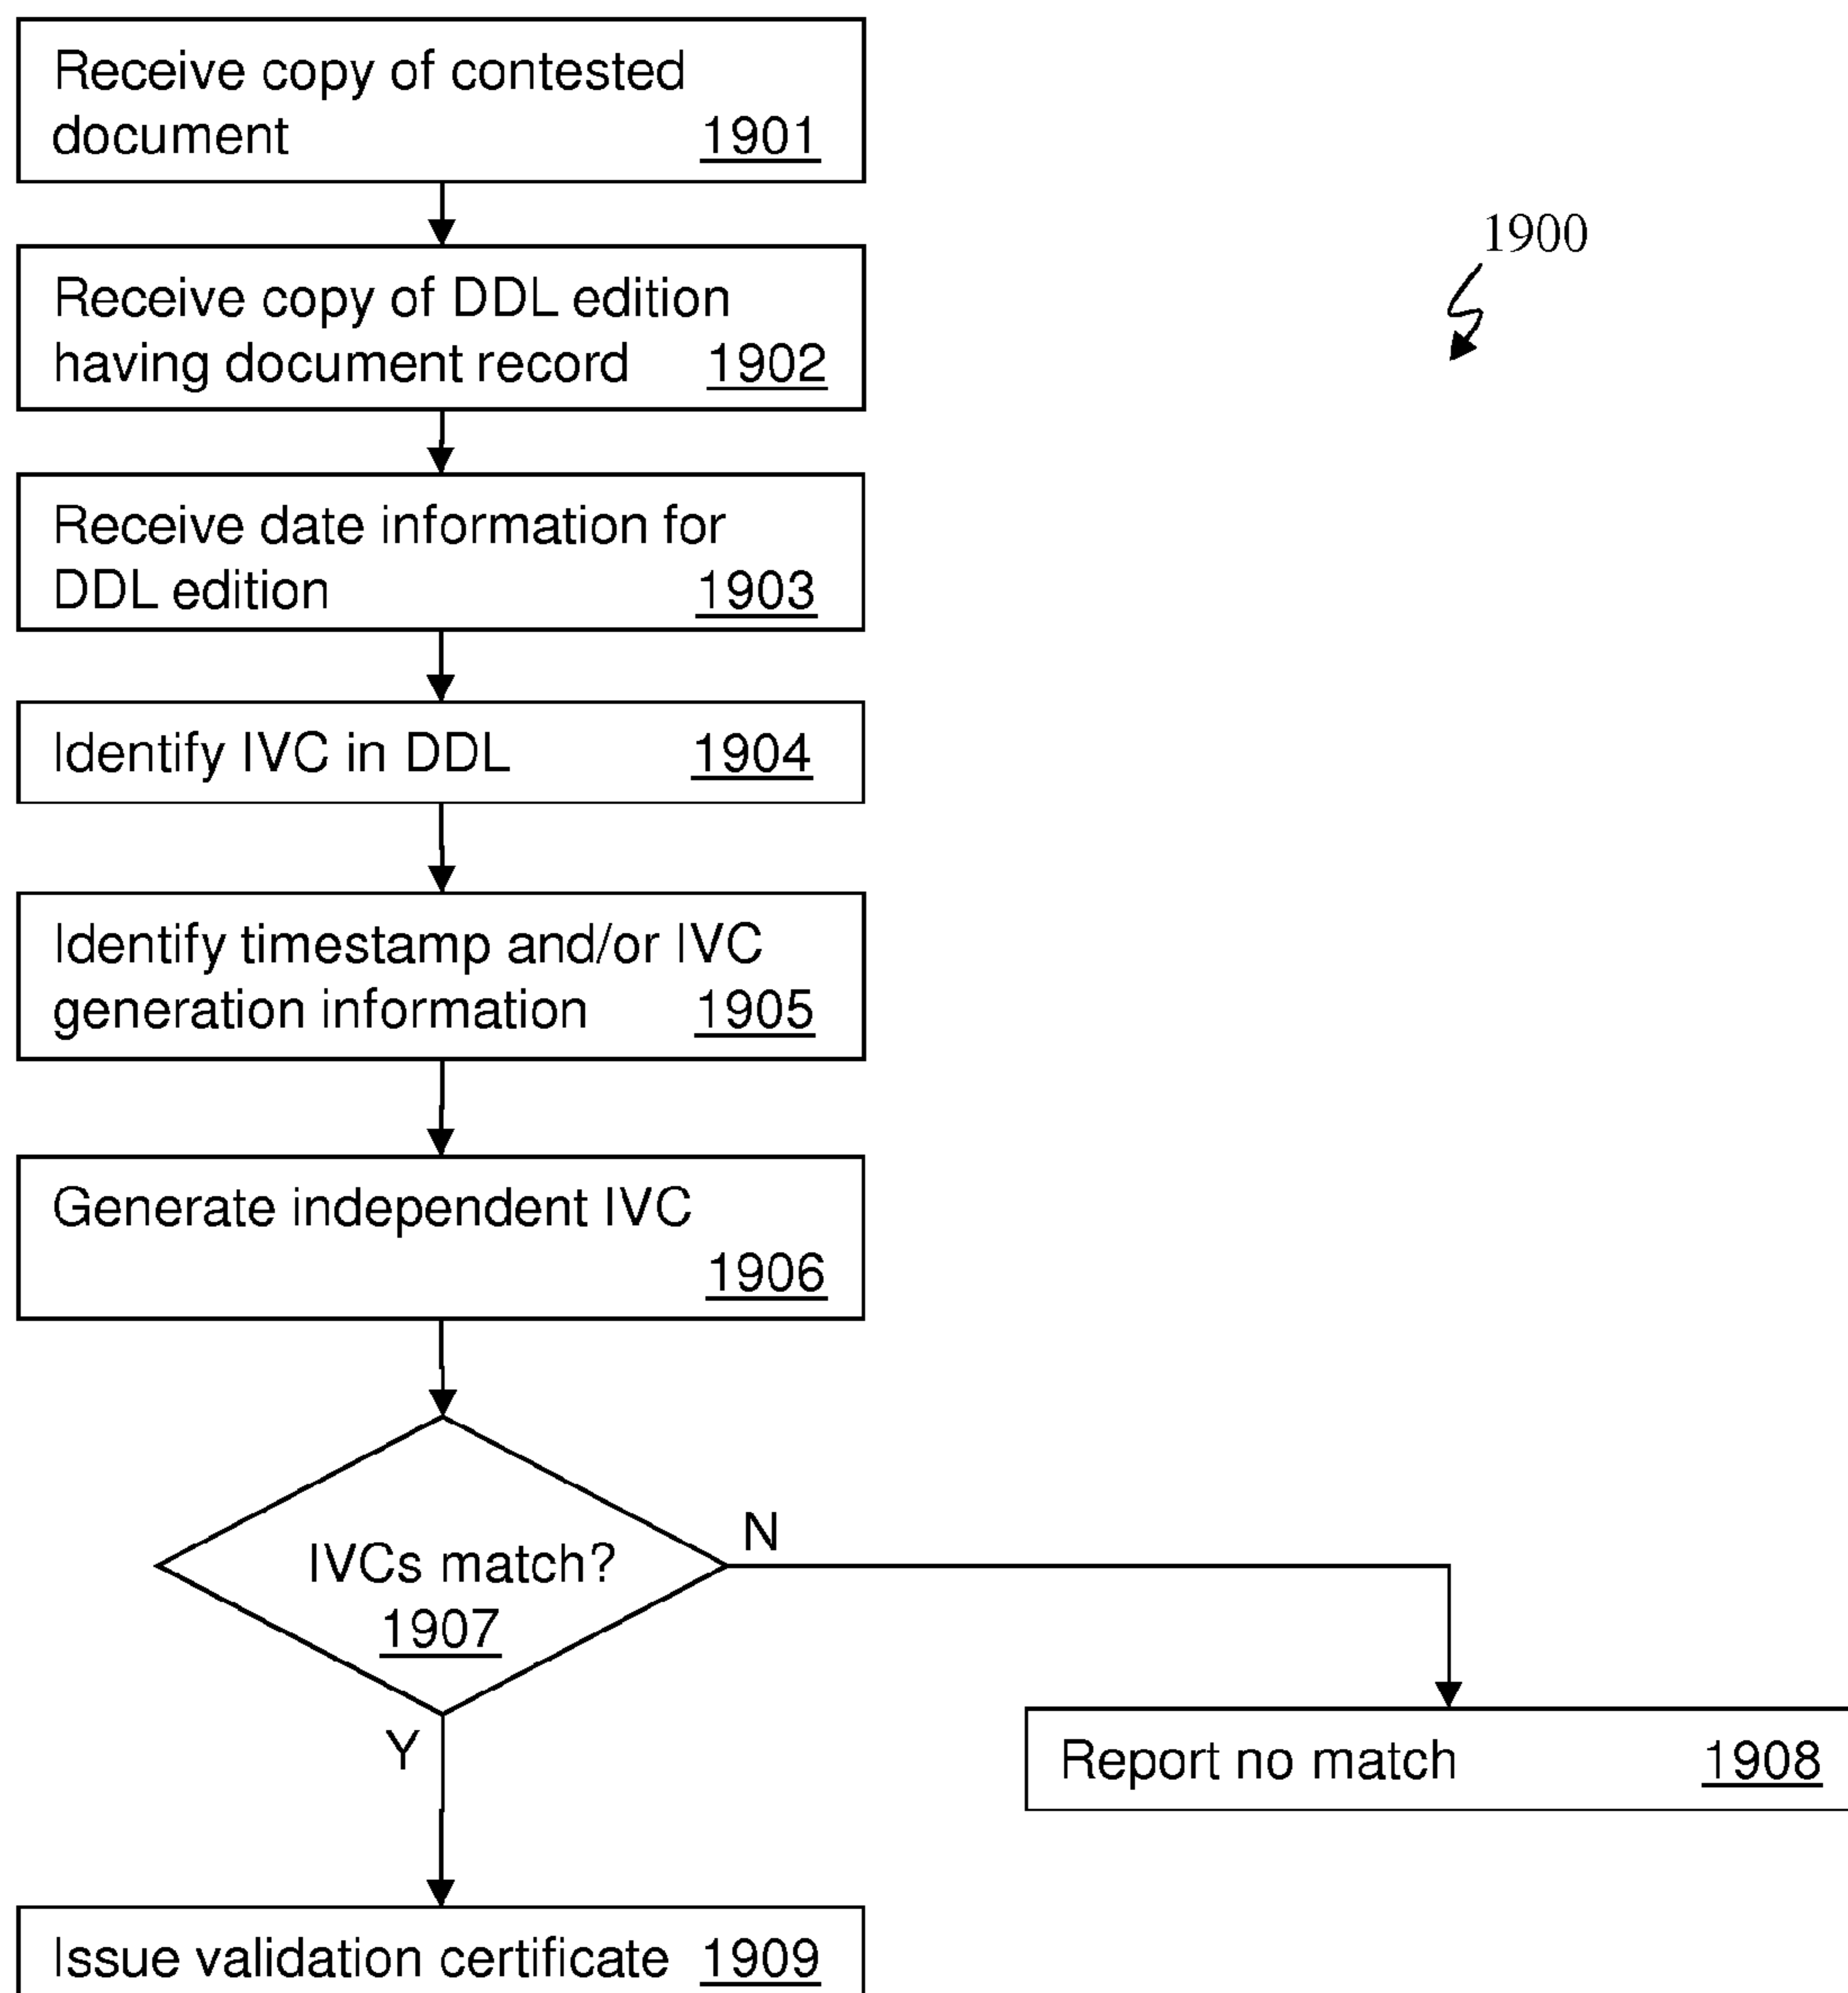 Receive copy of contested
document 1901
1900
Receive copy of DDL edition
having document record 1902
Receive date information for
DDL edition 1903
Identify IVC in DDL 1904
Identify timestamp and/or IVC
generation information 1905
Generate independent IVC
1906
IVCs match?
1907
N
Y
Report no match 1908
Issue validation certificate 1909